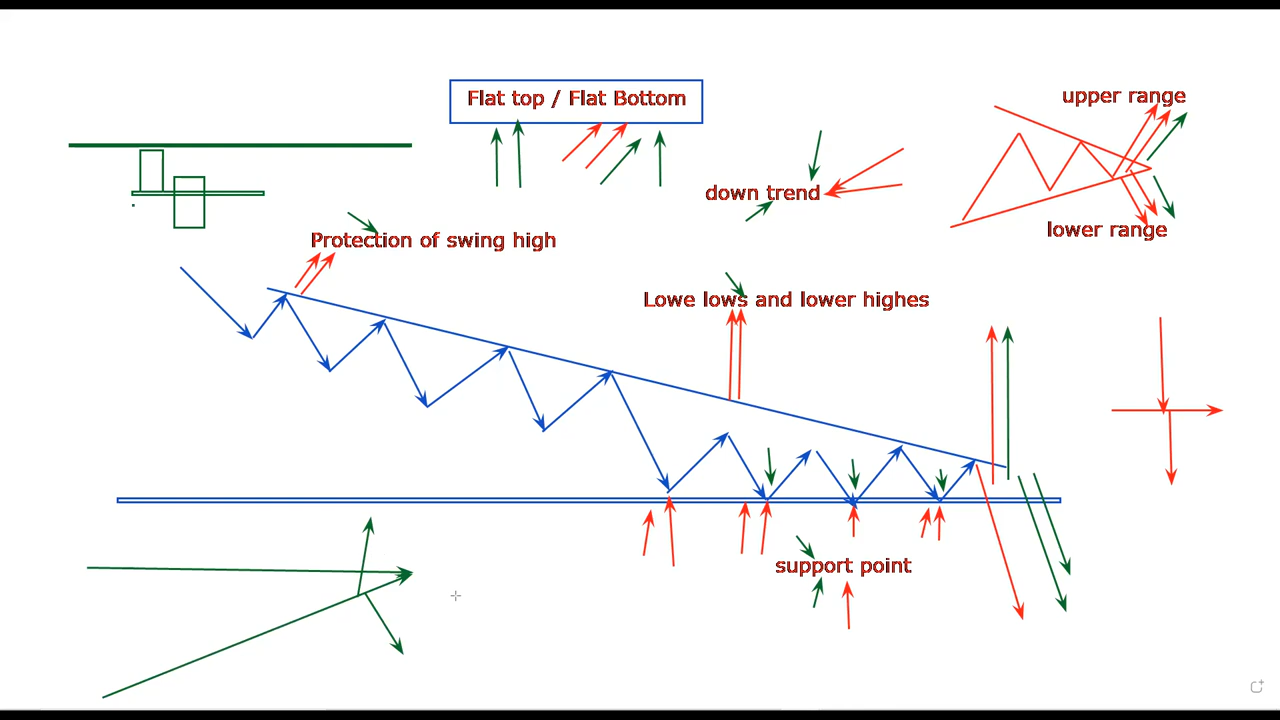 Flat top / Flat Bottom
upper range
down trend
lower range
Protection of swing high
Lowe lows and lower highes
support point